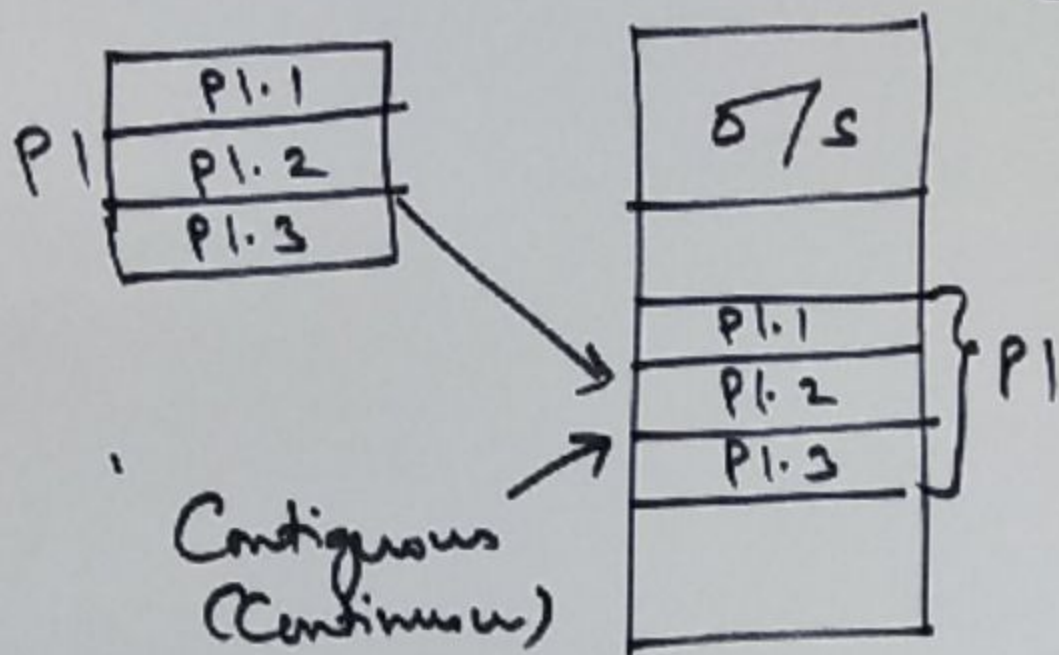 P1
P1.1
P1.2
P1.3
O/s
P1.1
P1.2
P1.3
P1
Contiguous
(Continuous)